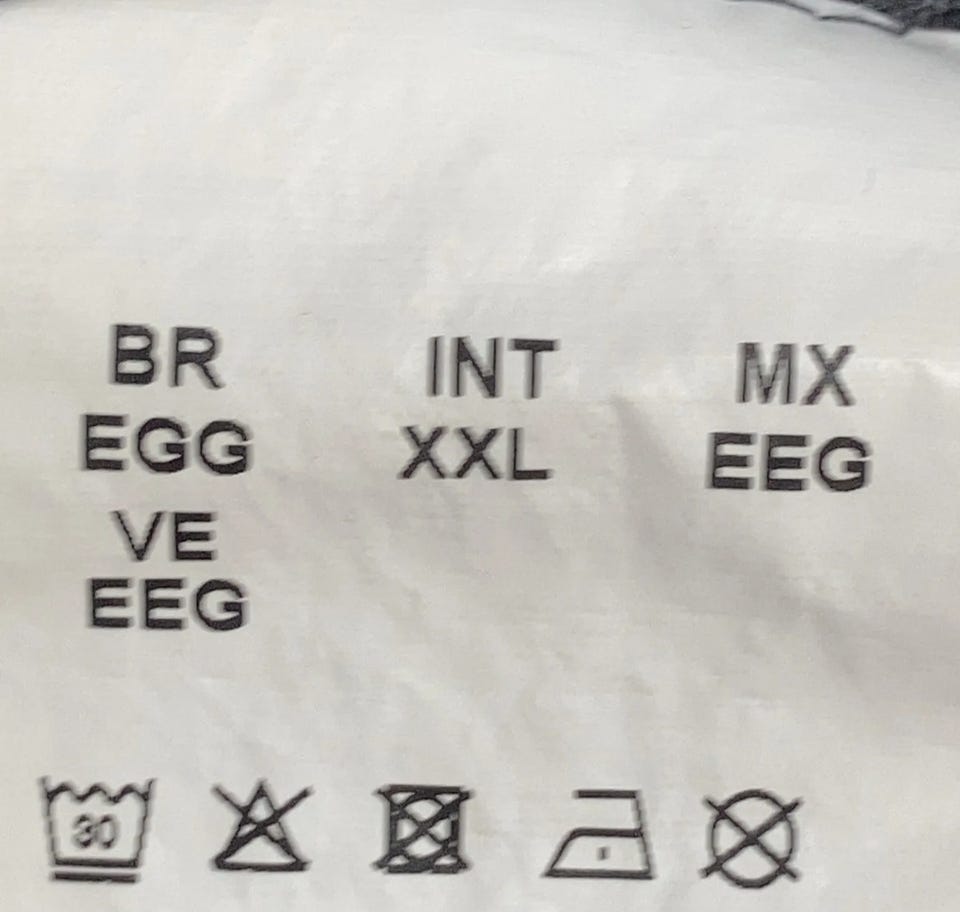 BR INT MX
EGG XXL EEG
VE
EEG
30